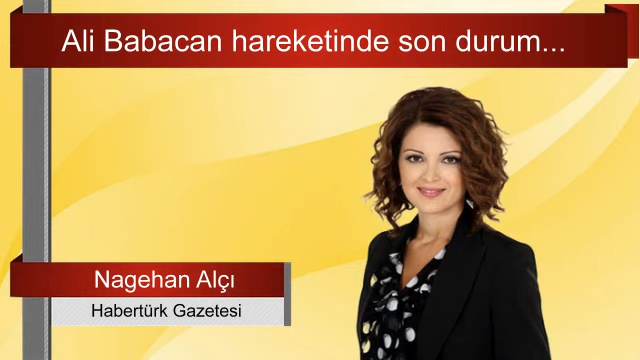 Ali Babacan hareketinde son durum...
Nagehan Alçı
Habertürk Gazetesi